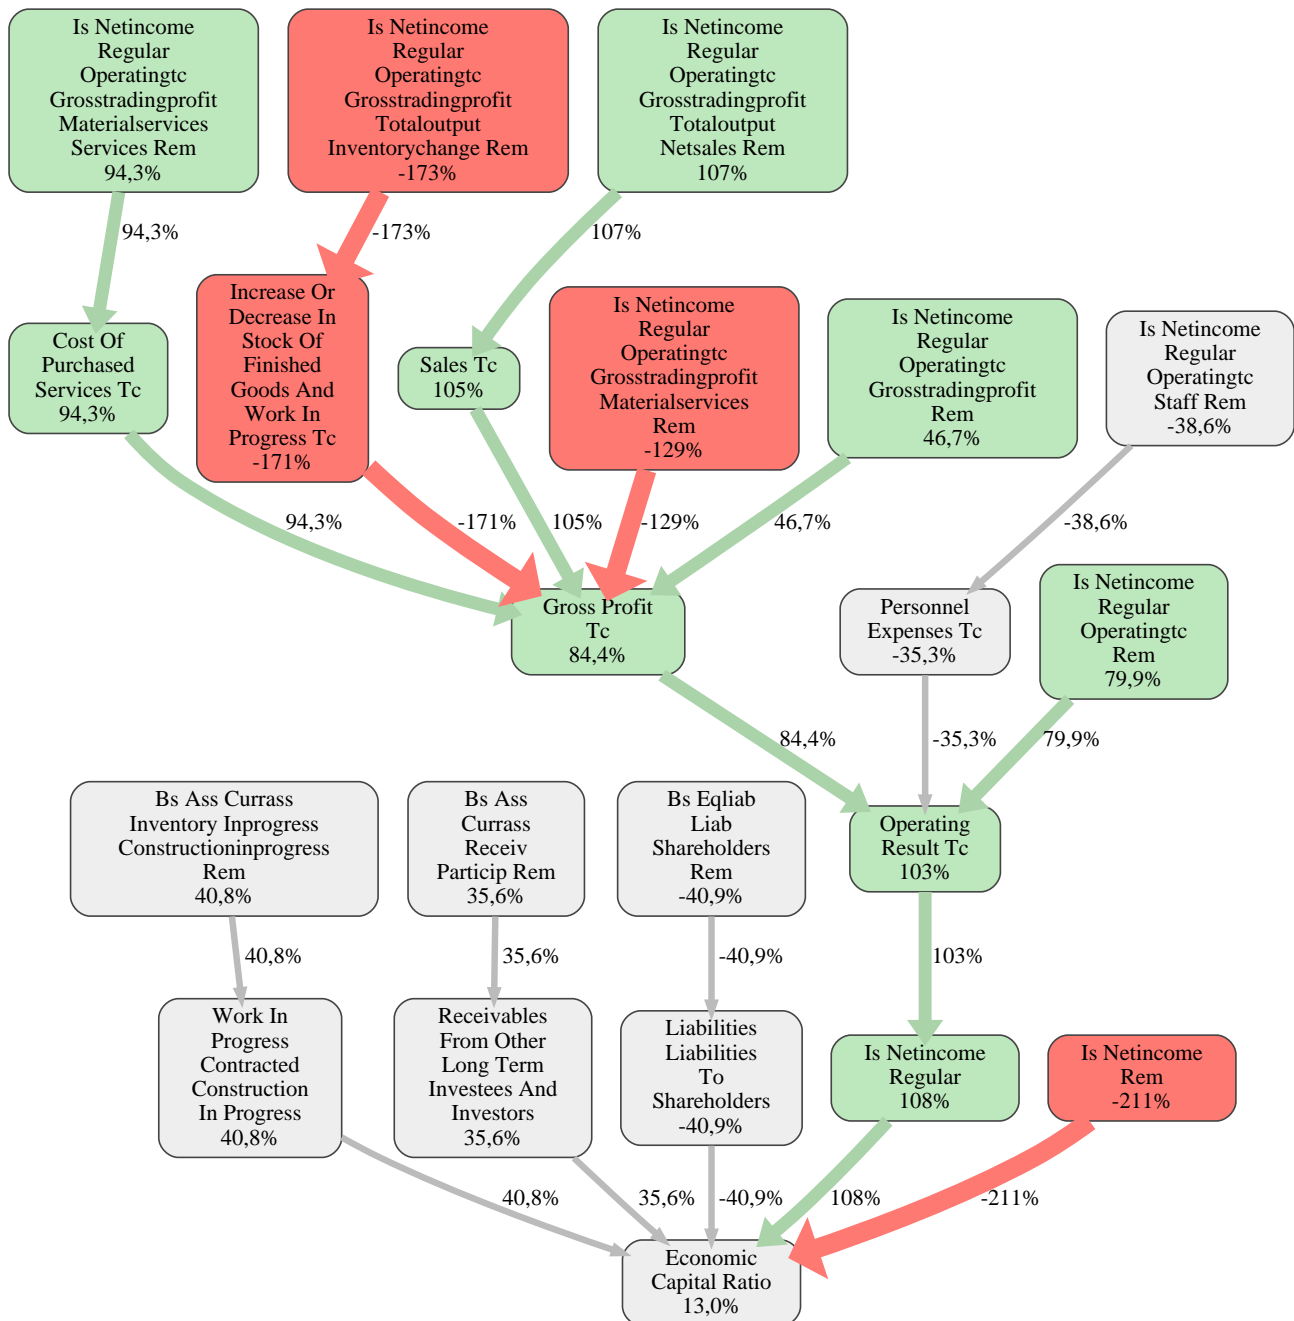 Is Netincome
Regular
Operatingtc
Grosstradingprofit
Materialservices
Services Rem
94,3%
Is Netincome
Regular
Operatingtc
Grosstradingprofit
Totaloutput
Inventorychange Rem
-173%
Is Netincome
Regular
Operatingtc
Grosstradingprofit
Totaloutput
Netsales Rem
107%
94,3%
-173%
107%
Cost Of
Purchased
Services Tc
94,3%
Increase Or
Decrease In
Stock Of
Finished
Goods And
Work In
Progress Tc
-171%
Sales Tc
105%
Is Netincome
Regular
Operatingtc
Grosstradingprofit
Materialservices
Rem
-129%
Is Netincome
Regular
Operatingtc
Grosstradingprofit
Rem
46,7%
Is Netincome
Regular
Operatingtc
Staff Rem
-38,6%
94,3%
-171%
105%
-129%
46,7%
-38,6%
Gross Profit
Tc
84,4%
Personnel
Expenses Tc
-35,3%
Is Netincome
Regular
Operatingtc
Rem
79,9%
84,4%
-35,3%
79,9%
Bs Ass Currass
Inventory Inprogress
Constructioninprogress
Rem
40,8%
Bs Ass
Currass
Receiv
Particip Rem
35,6%
Bs Eqliab
Liab
Shareholders
Rem
-40,9%
Operating
Result Tc
103%
40,8%
35,6%
-40,9%
103%
Work In
Progress
Contracted
Construction
In Progress
40,8%
Receivables
From Other
Long Term
Investees And
Investors
35,6%
Liabilities
Liabilities
To
Shareholders
-40,9%
Is Netincome
Regular
108%
Is Netincome
Rem
-211%
40,8%
35,6%
-40,9%
108%
-211%
Economic
Capital Ratio
13,0%